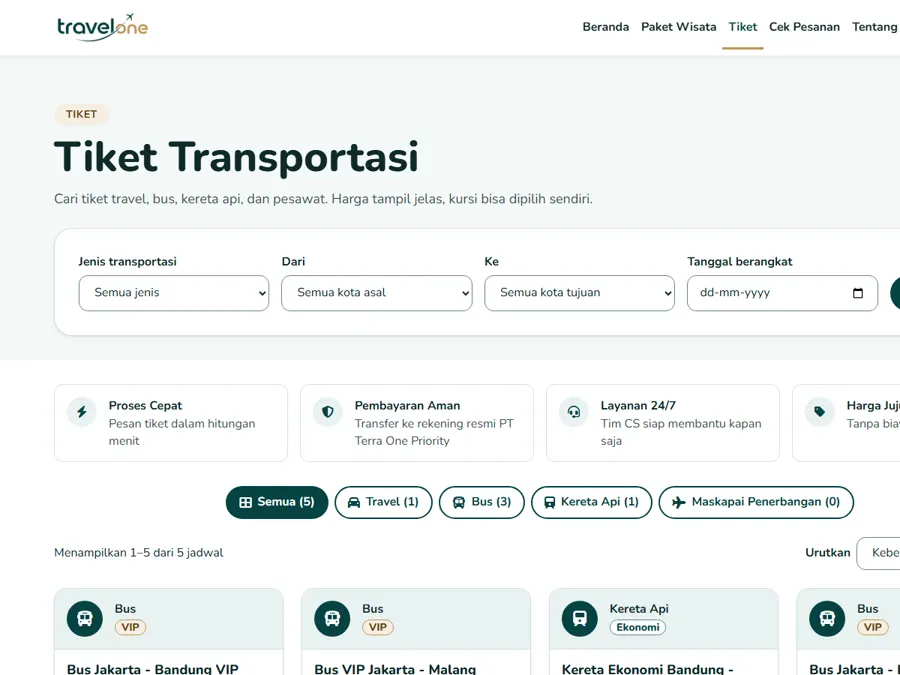 travelone
Beranda Paket Wisata Tiket Cek Pesanan Tentang
TIKET
Tiket Transportasi
Cari tiket travel, bus, kereta api, dan pesawat. Harga tampil jelas, kursi bisa dipilih sendiri.
Jenis transportasi Dari Ke Tanggal berangkat
Semua jenis Semua kota asal Semua kota tujuan dd-mm-yyyy
Proses Cepat
Pesan tiket dalam hitungan
menit
Pembayaran Aman
Transfer ke rekening resmi PT
Terra One Priority
Layanan 24/7
Tim CS siap membantu kapan
saja
Harga
Tanpa
Semua (5) Travel (1) Bus (3) Kereta Api (1) Maskapai Penerbangan (0)
Menampilkan 1–5 dari 5 jadwal
Urutkan
Bus
VIP
Bus Jakarta - Bandung VIP
Bus
VIP
Bus VIP Jakarta - Malang
Kereta Api
Ekonomi
Kereta Ekonomi Bandung -
Bus
VIP
Bus Jakarta -